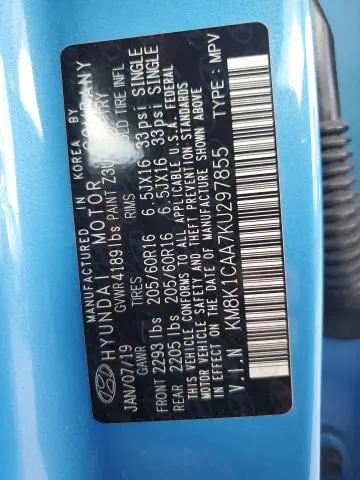 MANUFACTURED IN KOREA BY
HYUNDAI MOTOR COMPANY
MANUFACTURED IN COUNTRY
JAN/07/19 GVWR 4189 lbs PAINT Z3U
GAWR TIRES RIMS COLD TIRE INFL
FRONT 2293 lbs 205/60R16 6.5JX16 33psi SINGLE
REAR 2205 lbs 205/60R16 6.5JX16 33psi SINGLE
THIS VEHICLE CONFORMS TO ALL APPLICABLE U.S.A. FEDERAL
MOTOR VEHICLE SAFETY STANDARDS
IN EFFECT ON THE DATE OF MANUFACTURE SHOWN ABOVE
V.I.N KM8K1CAA7KU297855 TYPE : MPV